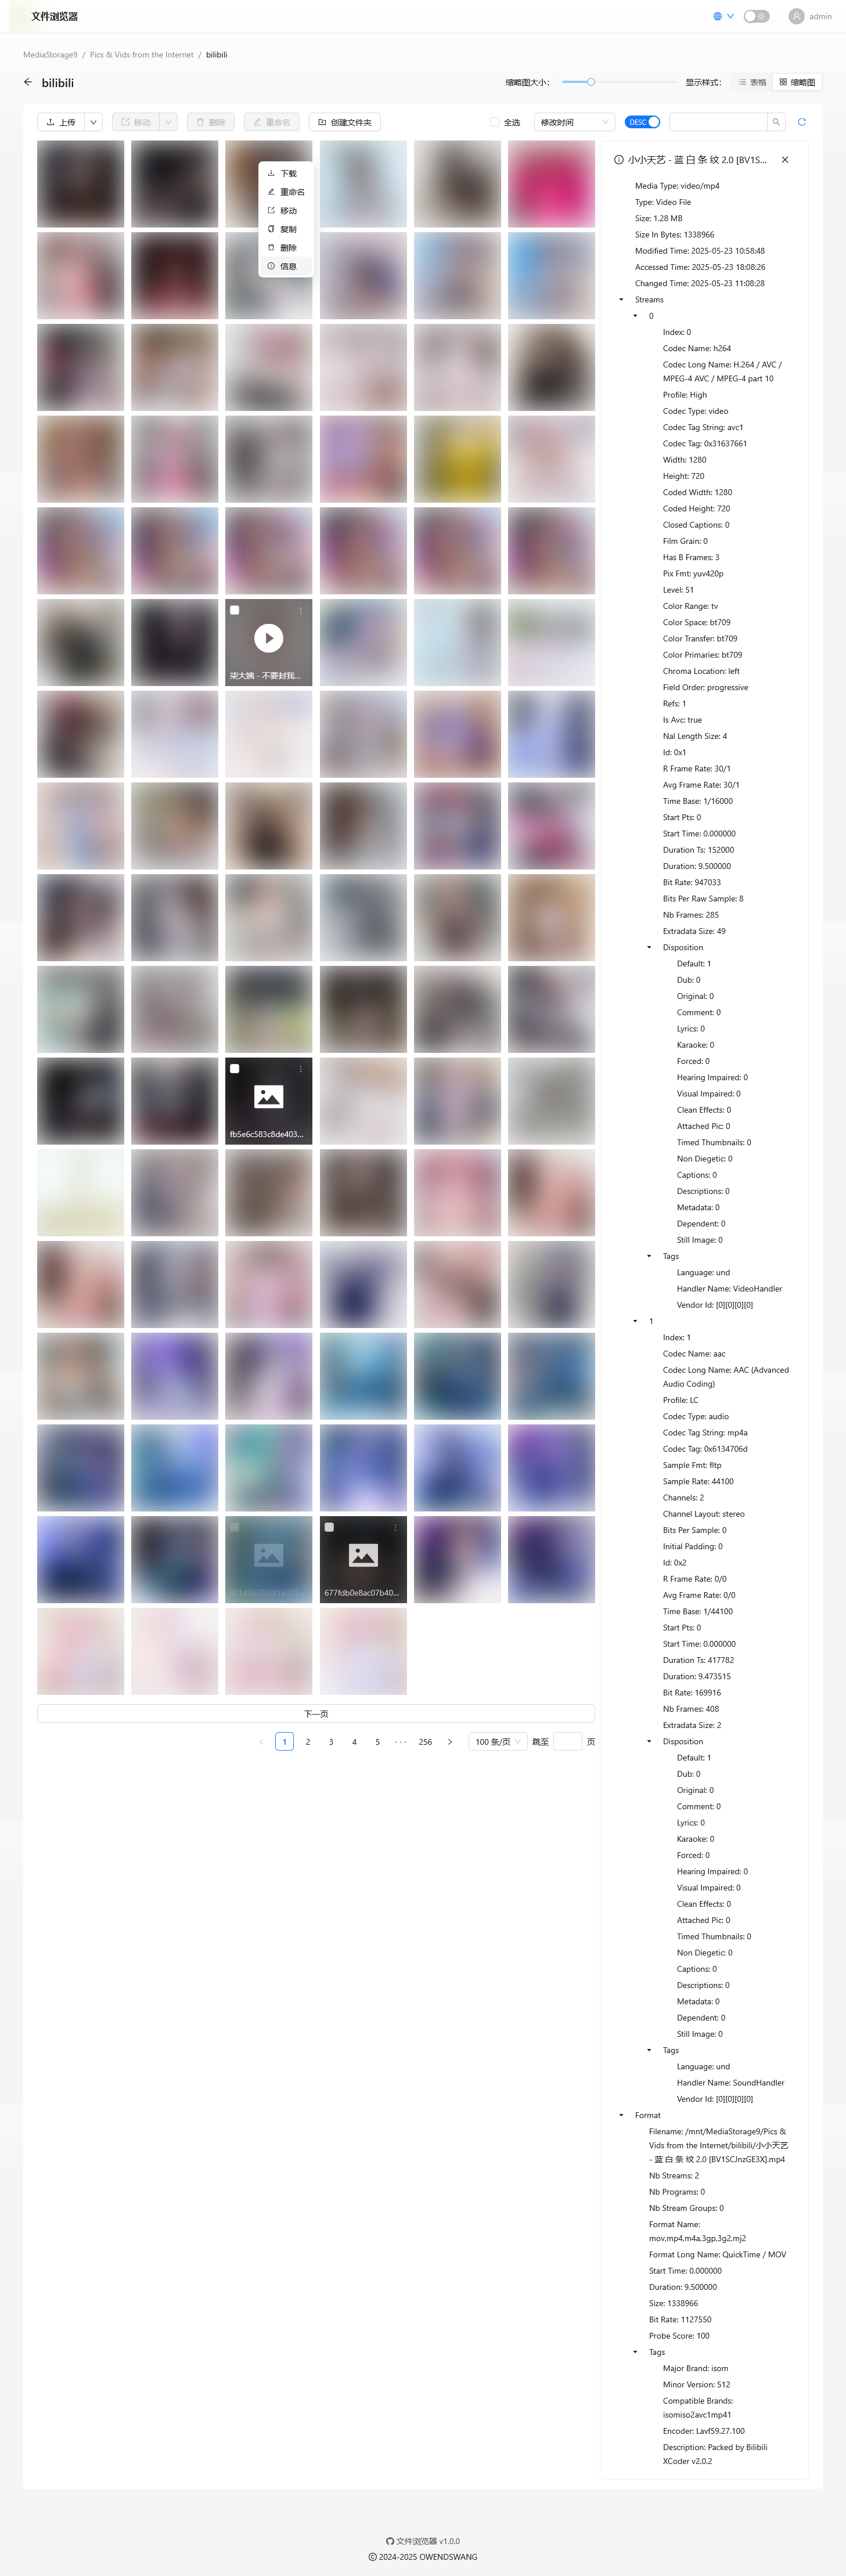 文件浏览器
admin
MediaStorage9 / Pics & Vids from the Internet / bilibili
bilibili
缩略图大小: 显示样式: 表格 缩略图
上传 移动 删除 重命名 创建文件夹 全选 修改时间 DESC
下载
重命名
移动
复制
删除
信息
柒大姨 - 不要封我...
fb5e6c583c8de403...
677fdb0e8ac07b40...
下一页
1 2 3 4 5 ••• 256 100 条/页 跳至 页
小小天艺 - 蓝 白 条 纹 2.0 [BV1S...
Media Type: video/mp4
Type: Video File
Size: 1.28 MB
Size In Bytes: 1338966
Modified Time: 2025-05-23 10:58:48
Accessed Time: 2025-05-23 18:08:26
Changed Time: 2025-05-23 11:08:28
Streams
0
Index: 0
Codec Name: h264
Codec Long Name: H.264 / AVC /
MPEG-4 AVC / MPEG-4 part 10
Profile: High
Codec Type: video
Codec Tag String: avc1
Codec Tag: 0x31637661
Width: 1280
Height: 720
Coded Width: 1280
Coded Height: 720
Closed Captions: 0
Film Grain: 0
Has B Frames: 3
Pix Fmt: yuv420p
Level: 51
Color Range: tv
Color Space: bt709
Color Transfer: bt709
Color Primaries: bt709
Chroma Location: left
Field Order: progressive
Refs: 1
Is Avc: true
Nal Length Size: 4
Id: 0x1
R Frame Rate: 30/1
Avg Frame Rate: 30/1
Time Base: 1/16000
Start Pts: 0
Start Time: 0.000000
Duration Ts: 152000
Duration: 9.500000
Bit Rate: 947033
Bits Per Raw Sample: 8
Nb Frames: 285
Extradata Size: 49
Disposition
Default: 1
Dub: 0
Original: 0
Comment: 0
Lyrics: 0
Karaoke: 0
Forced: 0
Hearing Impaired: 0
Visual Impaired: 0
Clean Effects: 0
Attached Pic: 0
Timed Thumbnails: 0
Non Diegetic: 0
Captions: 0
Descriptions: 0
Metadata: 0
Dependent: 0
Still Image: 0
Tags
Language: und
Handler Name: VideoHandler
Vendor Id: [0][0][0][0]
1
Index: 1
Codec Name: aac
Codec Long Name: AAC (Advanced
Audio Coding)
Profile: LC
Codec Type: audio
Codec Tag String: mp4a
Codec Tag: 0x6134706d
Sample Fmt: fltp
Sample Rate: 44100
Channels: 2
Channel Layout: stereo
Bits Per Sample: 0
Initial Padding: 0
Id: 0x2
R Frame Rate: 0/0
Avg Frame Rate: 0/0
Time Base: 1/44100
Start Pts: 0
Start Time: 0.000000
Duration Ts: 417782
Duration: 9.473515
Bit Rate: 169916
Nb Frames: 408
Extradata Size: 2
Disposition
Default: 1
Dub: 0
Original: 0
Comment: 0
Lyrics: 0
Karaoke: 0
Forced: 0
Hearing Impaired: 0
Visual Impaired: 0
Clean Effects: 0
Attached Pic: 0
Timed Thumbnails: 0
Non Diegetic: 0
Captions: 0
Descriptions: 0
Metadata: 0
Dependent: 0
Still Image: 0
Tags
Language: und
Handler Name: SoundHandler
Vendor Id: [0][0][0][0]
Format
Filename: /mnt/MediaStorage9/Pics &
Vids from the Internet/bilibili/小小天艺
- 蓝 白 条 纹 2.0 [BV1SCJnzGE3X].mp4
Nb Streams: 2
Nb Programs: 0
Nb Stream Groups: 0
Format Name:
mov,mp4,m4a,3gp,3g2,mj2
Format Long Name: QuickTime / MOV
Start Time: 0.000000
Duration: 9.500000
Size: 1338966
Bit Rate: 1127550
Probe Score: 100
Tags
Major Brand: isom
Minor Version: 512
Compatible Brands:
isomiso2avc1mp41
Encoder: Lavf59.27.100
Description: Packed by Bilibili
XCoder v2.0.2
文件浏览器 v1.0.0
© 2024-2025 OWENDSWANG